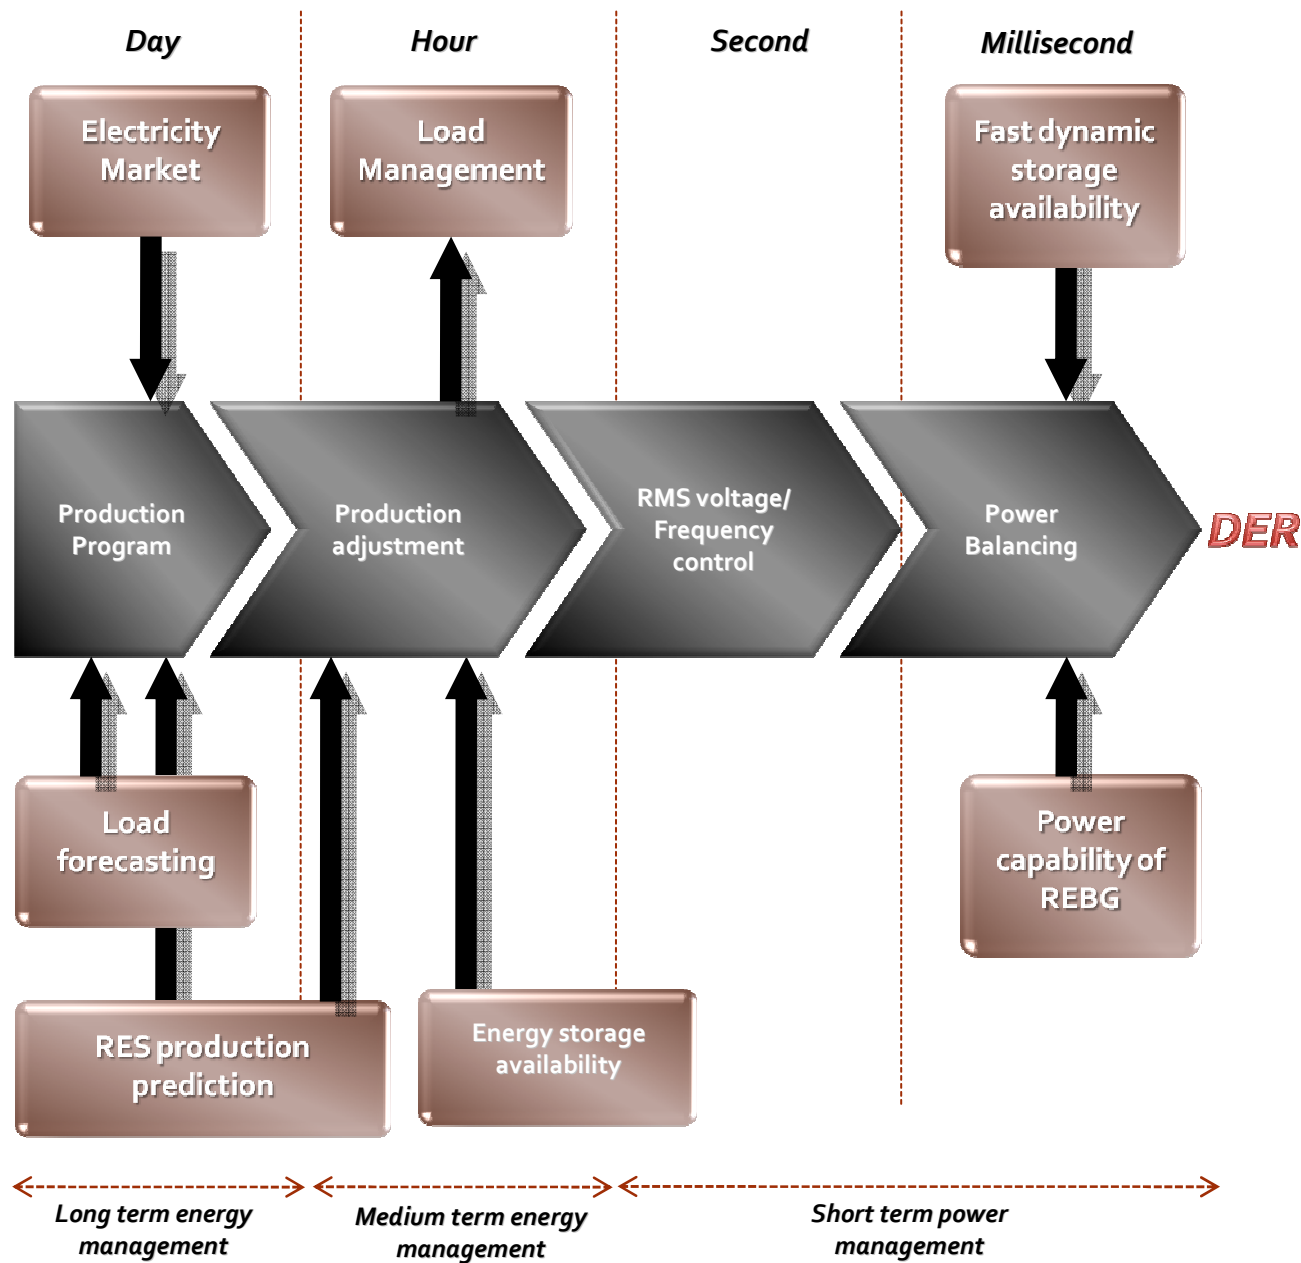 Day
Hour
Second
Millisecond
Electricity
Market
Load
Management
Fast dynamic
storage
availability
Production
Program
Production
adjustment
RMS voltage/
Frequency
control
Power
Balancing
DER
Load
forecasting
Power
capability of
REBG
RES production
prediction
Energy storage
availability
Long term energy
management
Medium term energy
management
Short term power
management